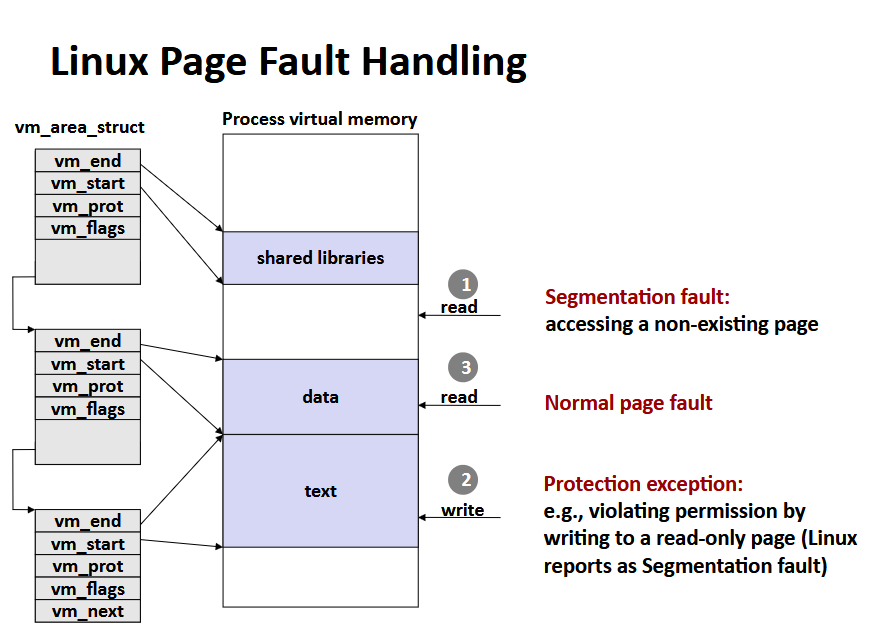 Linux Page Fault Handling
vm_area_struct
Process virtual memory
vm_end
vm_start
vm_prot
vm_flags
shared libraries
1
read
Segmentation fault:
accessing a non-existing page
vm_end
vm_start
vm_prot
vm_flags
data
3
read
Normal page fault
text
2
write
Protection exception:
e.g., violating permission by
writing to a read-only page (Linux
reports as Segmentation fault)
vm_end
vm_start
vm_prot
vm_flags
vm_next